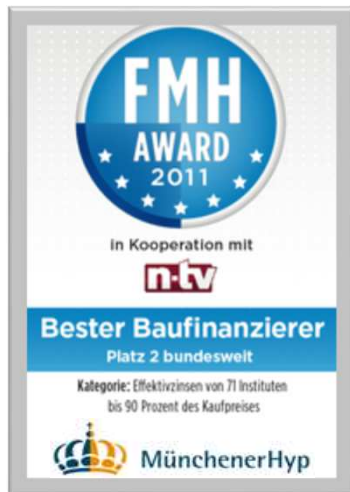 FMH
AWARD
2011
in Kooperation mit
n-tv
Bester Baufinanzierer
Platz 2 bundesweit
Kategorie: Effektivzinsen von 71 Instituten
bis 90 Prozent des Kaufpreises
MünchenerHyp